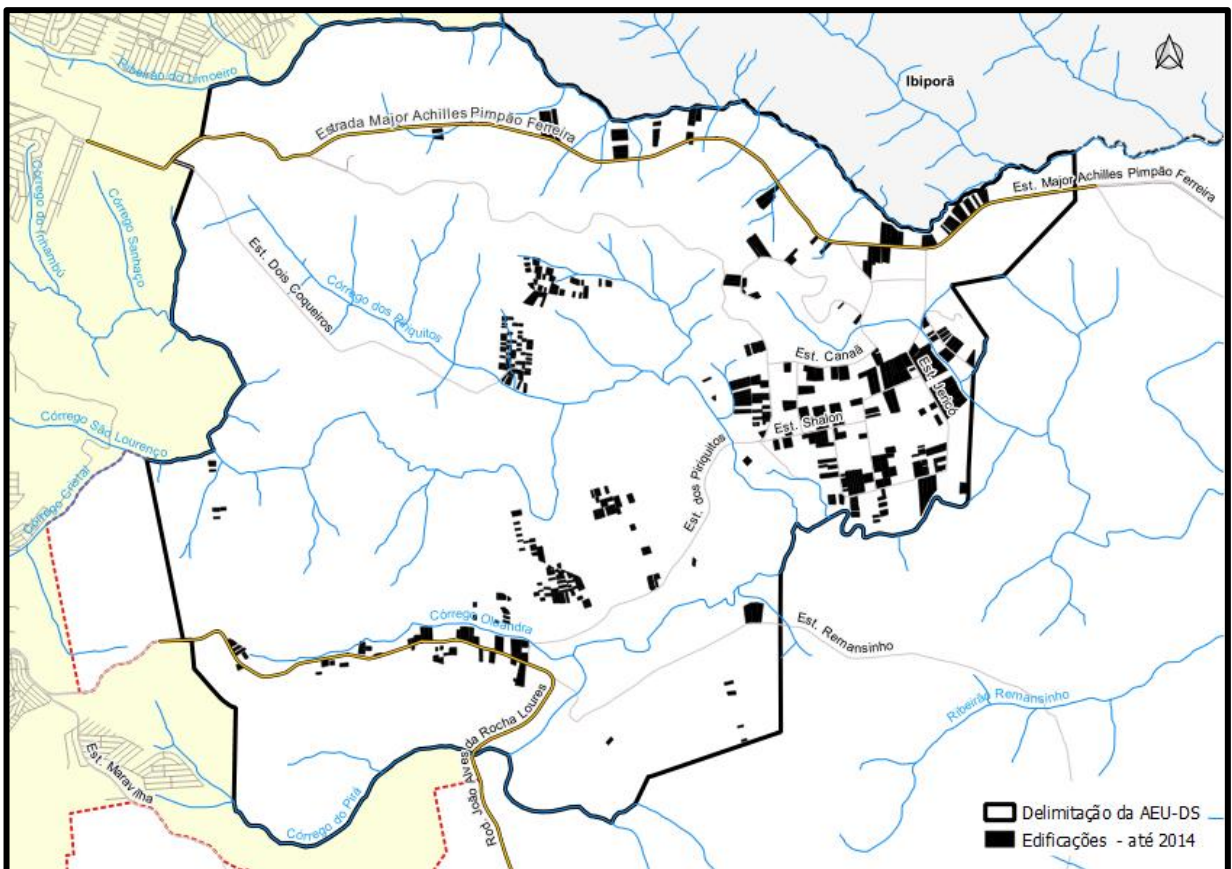 Ribeirão do Limoeiro
Ibiporã
Estrada Major Achilles Pimpão Ferreira
Est. Major Achilles Pimpão Ferreira
Córrego do Inhambú
Córrego Sanhaço
Est. Dois Coqueiros
Córrego dos Piriquitos
Est. Canaã
Est. Jericó
Est. Shalon
Córrego São Lourenço
Córrego Cristal
Est. dos Piriquitos
Córrego Oleandra
Est. Remansinho
Ribeirão Remansinho
Est. Maravilha
Córrego do Pirá
Rod. João Alves da Rocha Loures
Delimitação da AEU-DS
Edificações - até 2014